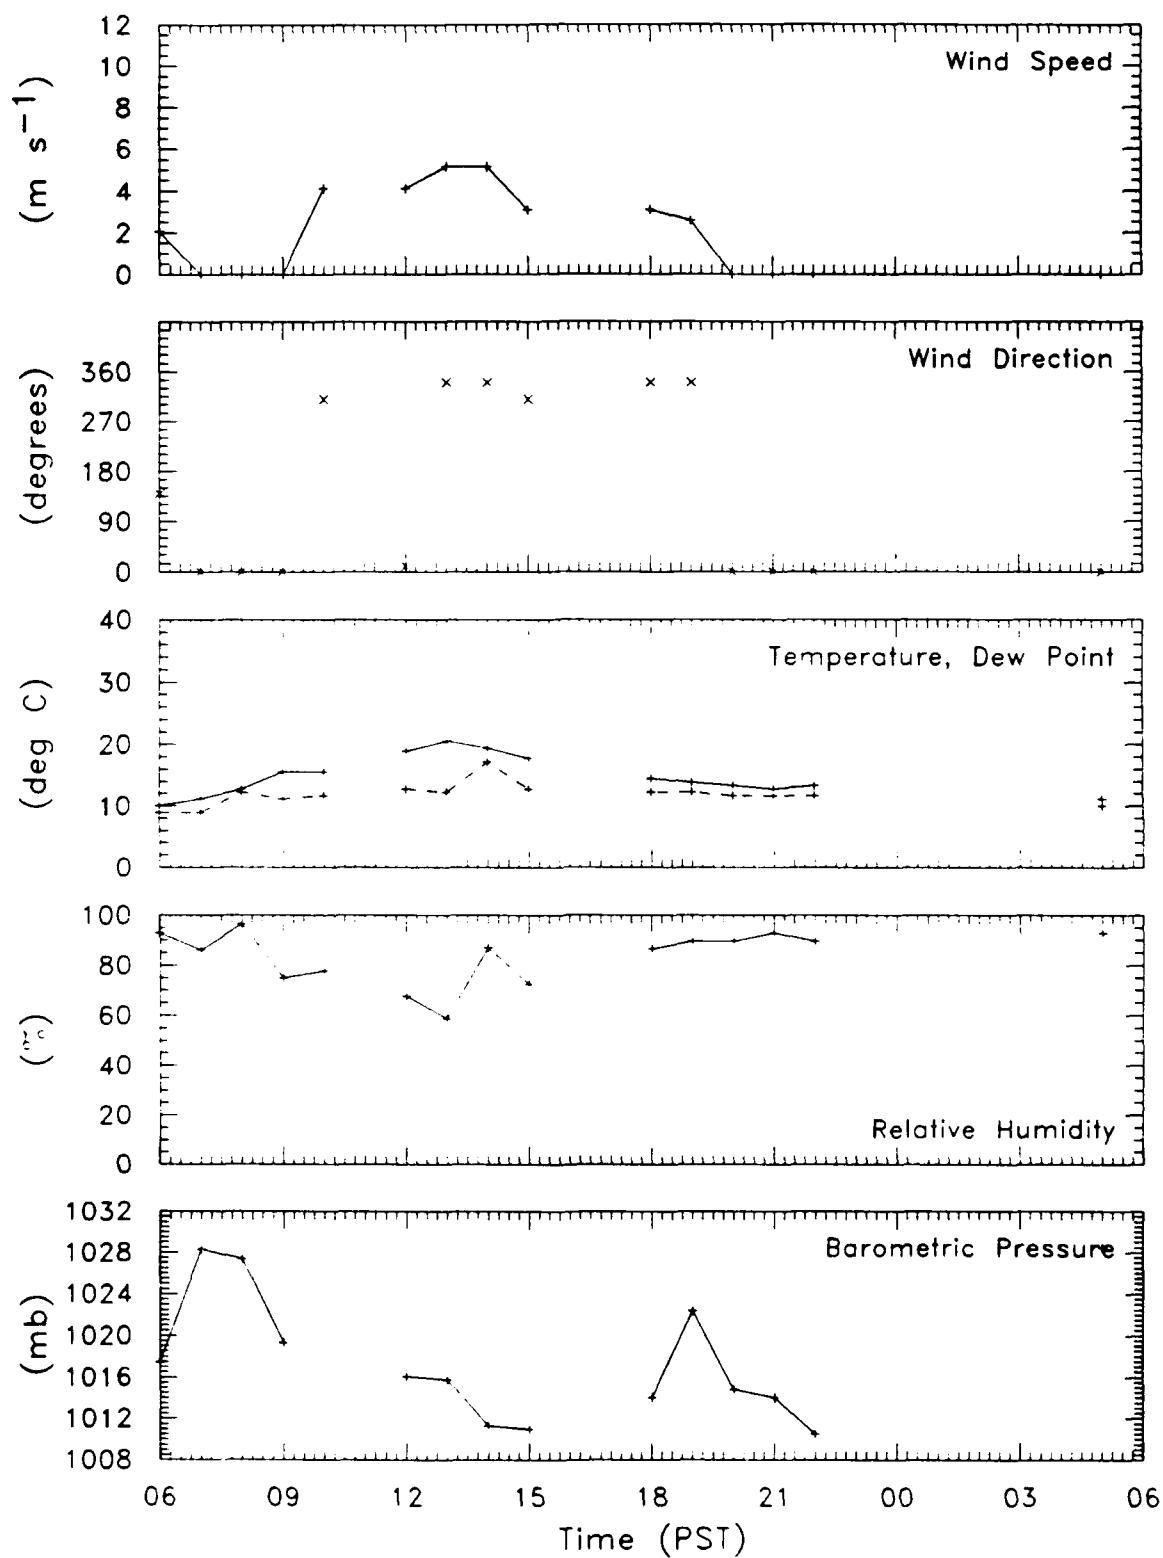 12
10
8
6
4
2
0
(m s−1)
Wind Speed
360
270
180
90
0
(degrees)
Wind Direction
40
30
20
10
0
(deg C)
Temperature, Dew Point
100
80
60
40
20
0
Relative Humidity
1032
1028
1024
1020
1016
1012
1008
(mb)
Barometric Pressure
06 09 12 15 18 21 00 03 06
Time (PST)